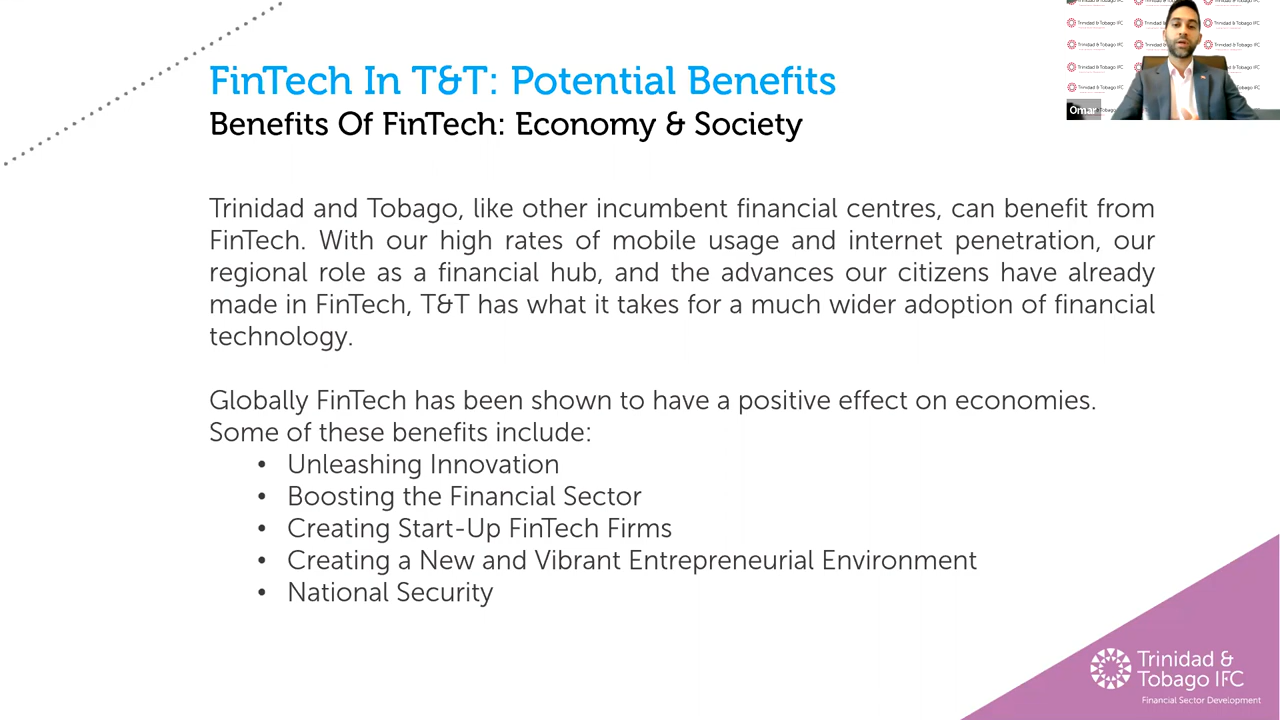 FinTech In T&T: Potential Benefits
Benefits Of FinTech: Economy & Society
Trinidad & Tobago IFC
Omar
Trinidad and Tobago, like other incumbent financial centres, can benefit from
FinTech. With our high rates of mobile usage and internet penetration, our
regional role as a financial hub, and the advances our citizens have already
made in FinTech, T&T has what it takes for a much wider adoption of financial
technology.
Globally FinTech has been shown to have a positive effect on economies.
Some of these benefits include:
• Unleashing Innovation
• Boosting the Financial Sector
• Creating Start-Up FinTech Firms
• Creating a New and Vibrant Entrepreneurial Environment
• National Security
Trinidad &
Tobago IFC
Financial Sector Development